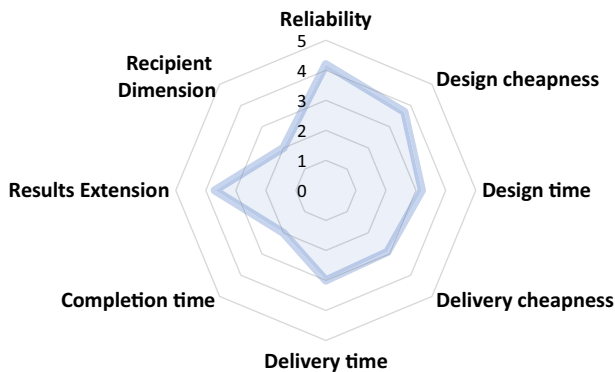 Reliability
5
4
3
2
1
0
Recipient
Dimension
Design cheapness
Results Extension
Design time
Completion time
Delivery cheapness
Delivery time